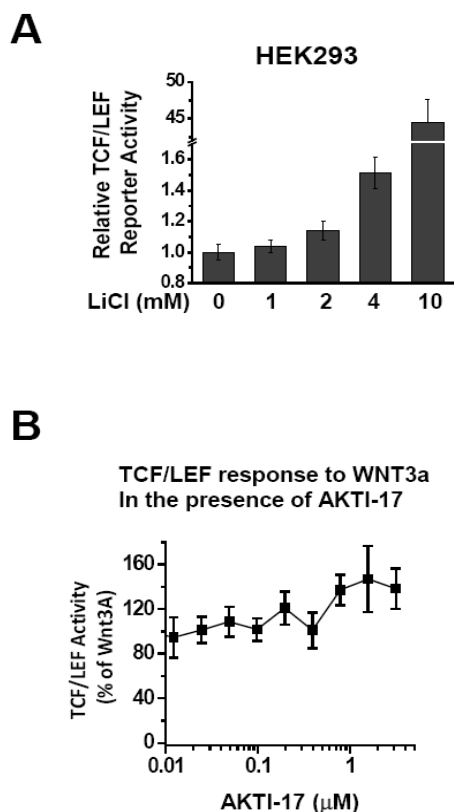 A
HEK293
Relative TCF/LEF
Reporter Activity
50
45
1.6
1.4
1.2
1.0
0.8
LiCl (mM)
0 1 2 4 10
B
TCF/LEF response to WNT3a
In the presence of AKTI-17
TCF/LEF Activity
(% of Wnt3A)
160
120
80
40
0
0.01 0.1 1
AKTI-17 (µM)